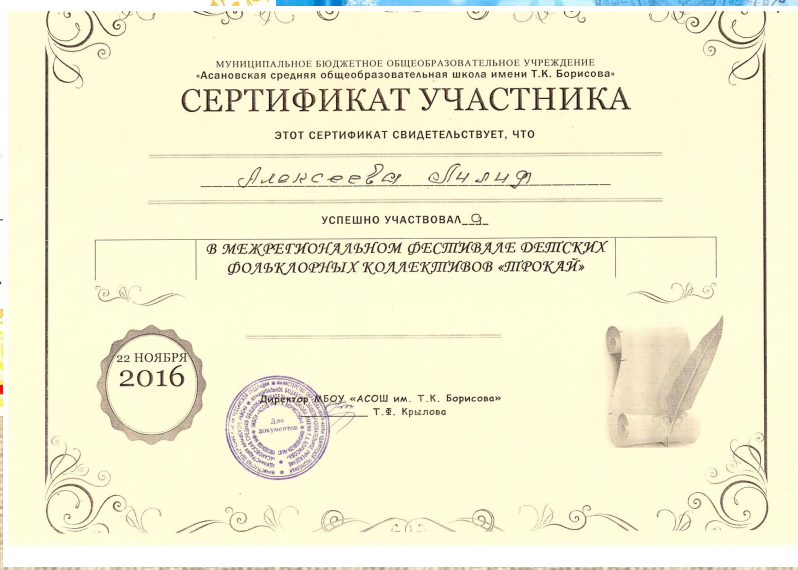 МУНИЦИПАЛЬНОЕ БЮДЖЕТНОЕ ОБЩЕОБРАЗОВАТЕЛЬНОЕ УЧРЕЖДЕНИЕ
«Асановская средняя общеобразовательная школа имени Т.К. Борисова»
СЕРТИФИКАТ УЧАСТНИКА
ЭТОТ СЕРТИФИКАТ СВИДЕТЕЛЬСТВУЕТ, ЧТО
Алексеева Лилия
УСПЕШНО УЧАСТВОВАЛ_а_
В МЕЖРЕГИОНАЛЬНОМ ФЕСТИВАЛЕ ДЕТСКИХ
ФОЛЬКЛОРНЫХ КОЛЛЕКТИВОВ «ТРОКАЙ»
22 НОЯБРЯ
2016
Директор МБОУ «АСОШ им. Т.К. Борисова»
Т.Ф. Крылова
Для
документов